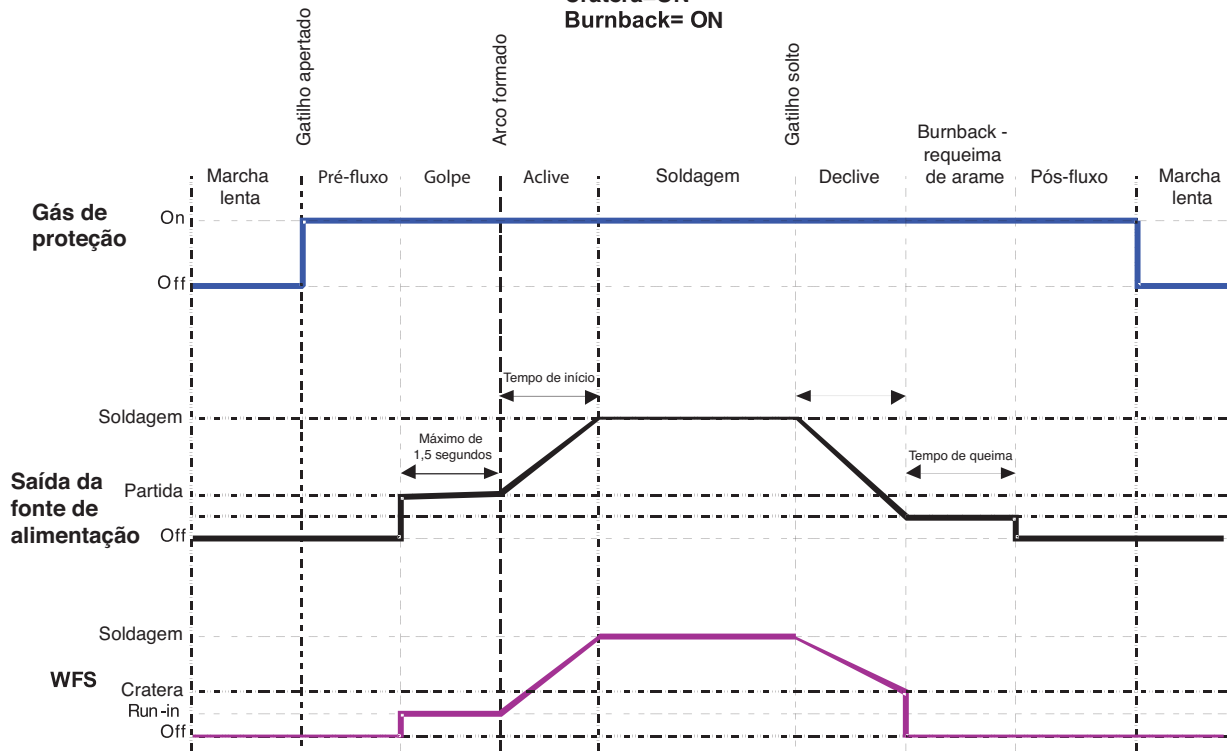 Cratera=ON
Burnback= ON
Gatilho apertado
Arco formado
Gatilho solto
Marcha
lenta
Pré-fluxo
Golpe
Aclive
Soldagem
Declive
Burnback -
requeima
de arame
Pós-fluxo
Marcha
lenta
Gás de
proteção
On
Off
Tempo de início
Soldagem
Máximo de
1,5 segundos
Tempo de queima
Saída da
fonte de
alimentação
Partida
Off
Soldagem
WFS
Cratera
Run-in
Off